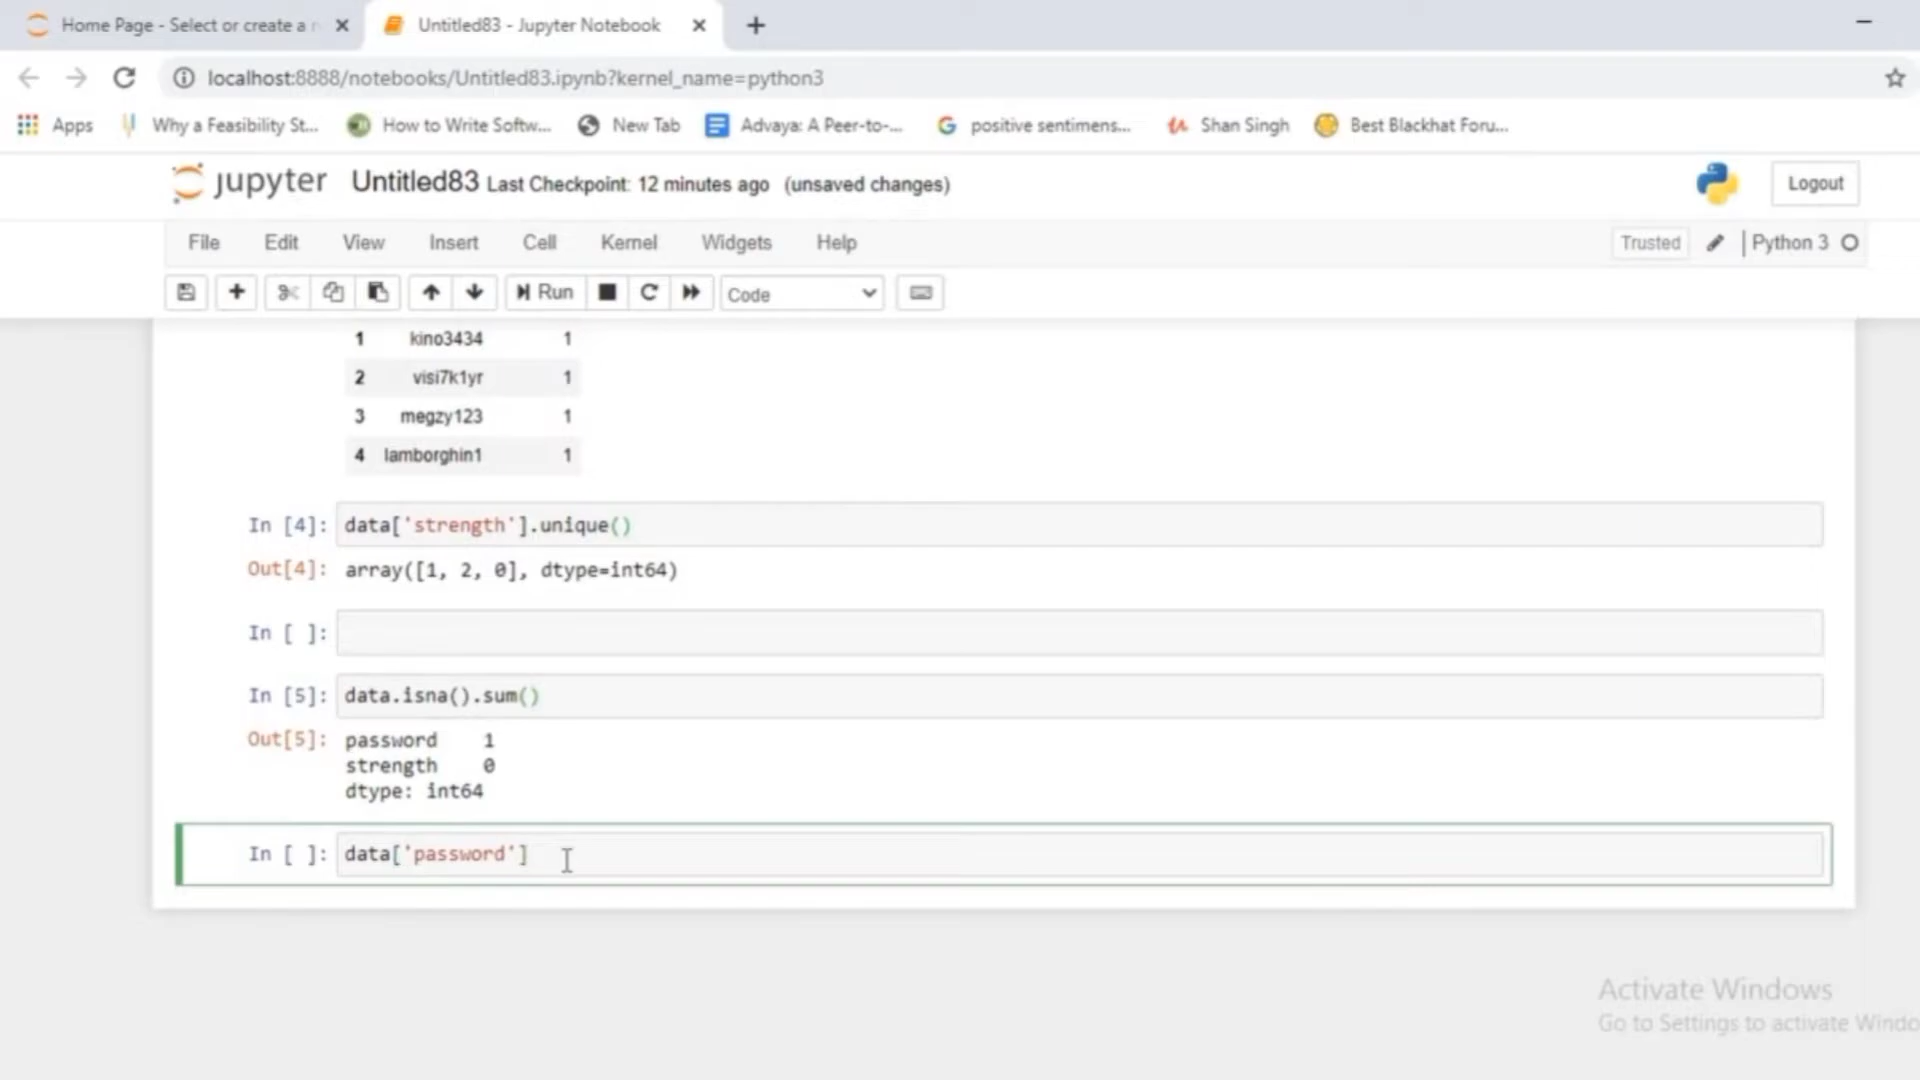 Home Page - Select or create a n
Untitled83 - Jupyter Notebook
localhost:8888/notebooks/Untitled83.ipynb?kernel_name=python3
Apps
Why a Feasibility St...
How to Write Softw...
New Tab
Advaya: A Peer-to-...
positive sentimens...
Shan Singh
Best Blackhat Foru...
jupyter Untitled83 Last Checkpoint: 12 minutes ago (unsaved changes)
Logout
File Edit View Insert Cell Kernel Widgets Help
Trusted
Python 3
Run
Code
1 kino3434 1
2 visi7k1yr 1
3 megzy123 1
4 lamborghin1 1
In [4]: data['strength'].unique()
Out[4]: array([1, 2, 0], dtype=int64)
In [ ]:
In [5]: data.isna().sum()
Out[5]: password 1
strength 0
dtype: int64
In [ ]: data['password']
Activate Windows
Go to Settings to activate Windo